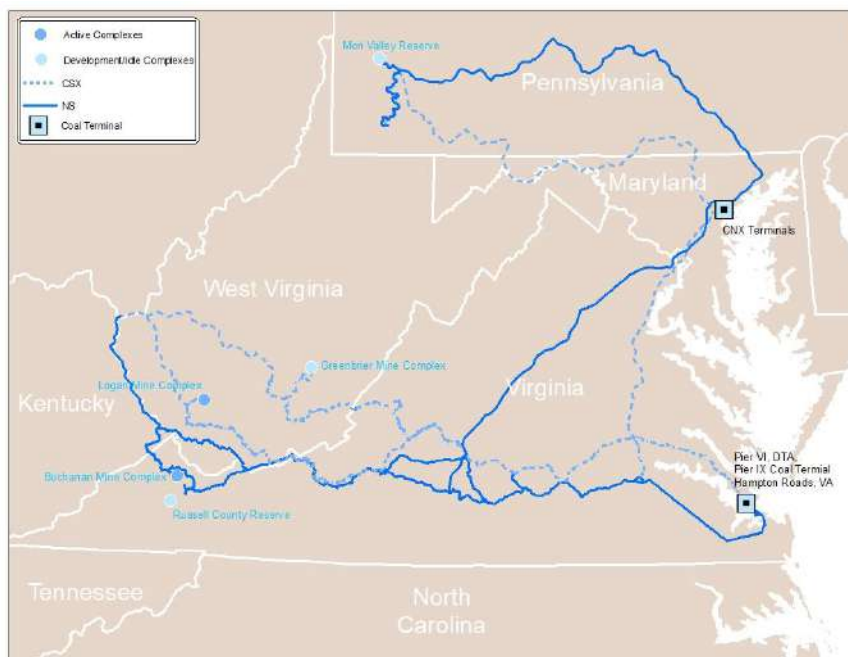 Active Complexes
Development/Idle Complexes
CSX
NS
Coal Terminal
Mon Valley Reserve
Pennsylvania
Maryland
CNX Terminals
West Virginia
Greenbrier Mine Complex
Logan Mine Complex
Kentucky
Virginia
Buchanan Mine Complex
Russell County Reserve
Pier VI, DTA,
Pier IX Coal Termial
Hampton Roads, VA
Tennessee
North
Carolina